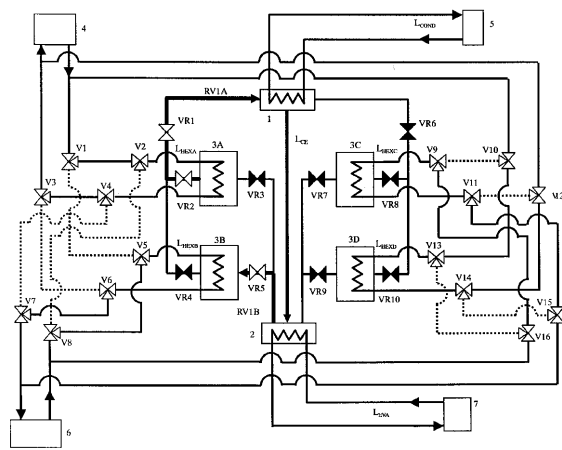 4
L_COND
5
RV1A
VR1
1
VR6
V1
V2
L_HEXA
3A
L_CE
3C
L_HEXC
V9
V10
V3
V4
VR2
VR3
VR7
VR8
V11
V12
V5
L_HEXB
3B
3D
L_HEXD
V13
V6
V14
V7
VR4
VR5
VR9
VR10
V15
V8
RV1B
2
V16
6
L_EVA
7